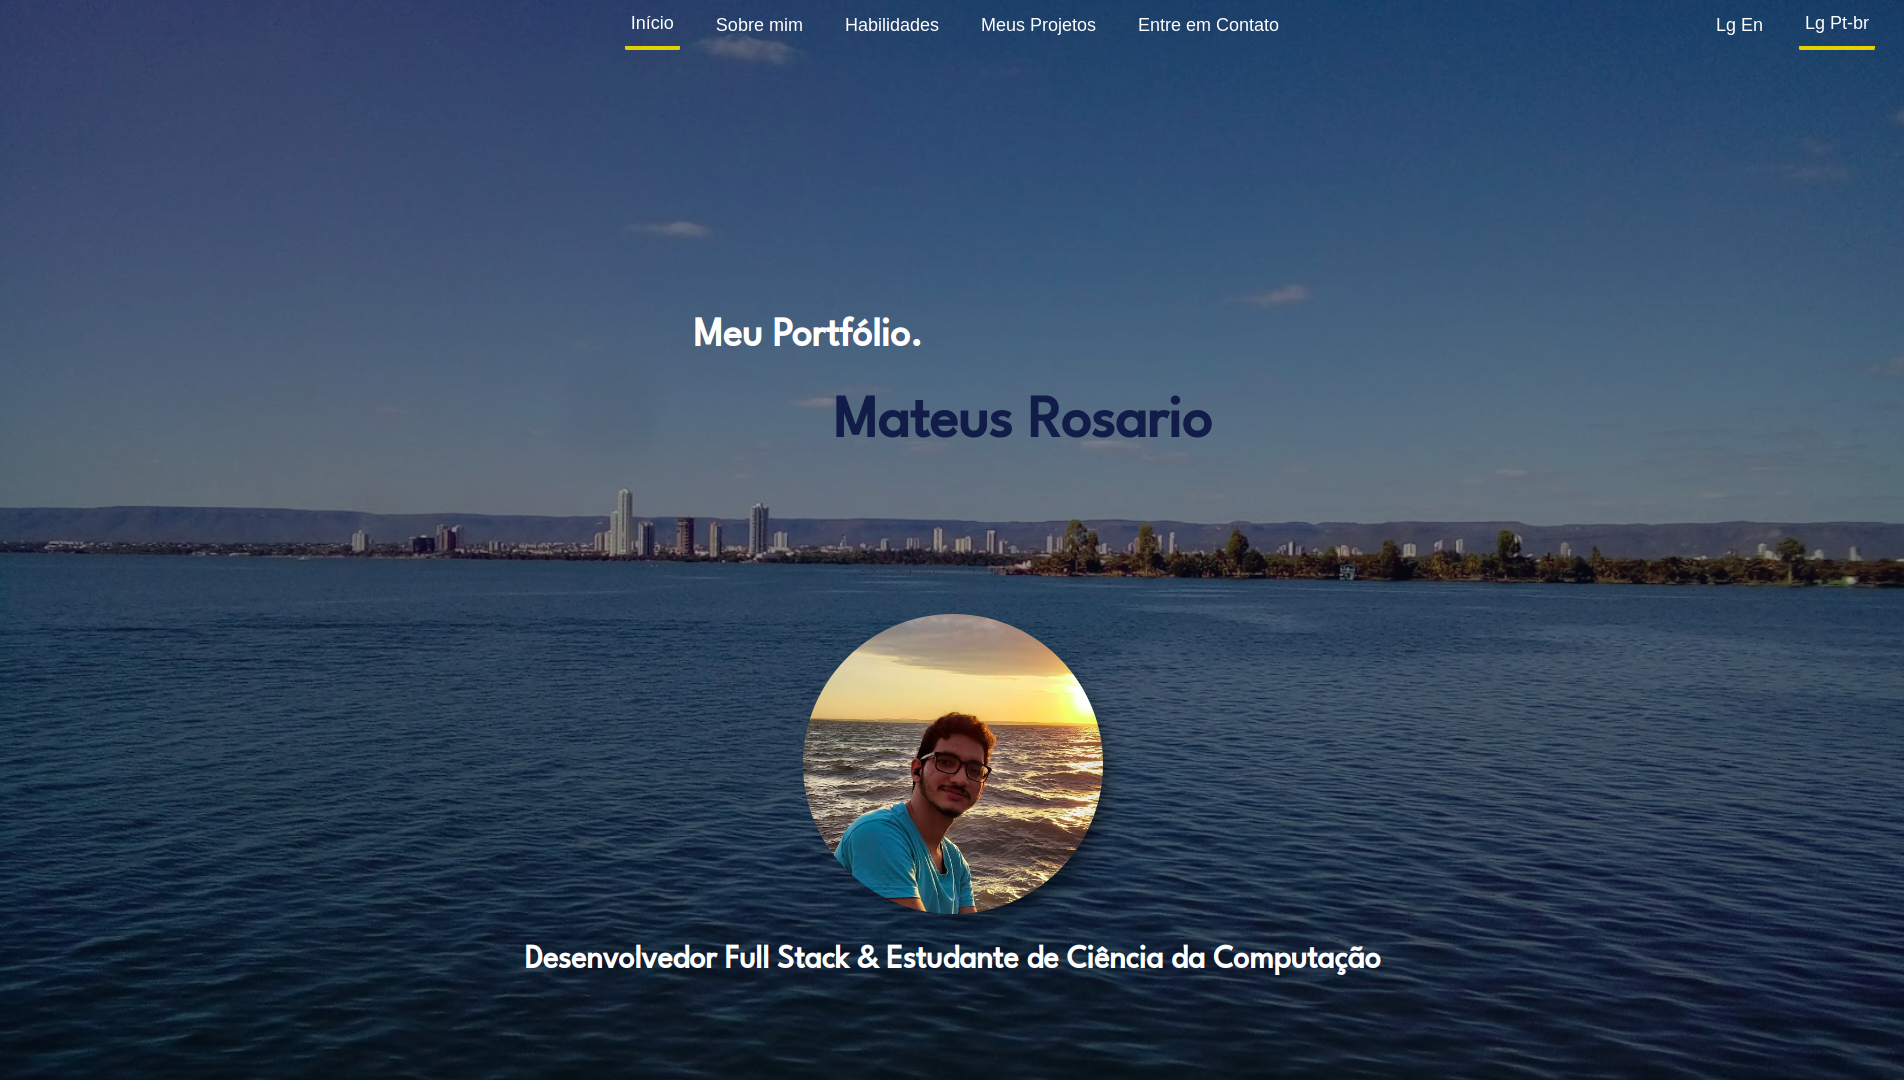 Início Sobre mim Habilidades Meus Projetos Entre em Contato Lg En Lg Pt-br
Meu Portfólio.
Mateus Rosario
Desenvolvedor Full Stack & Estudante de Ciência da Computação